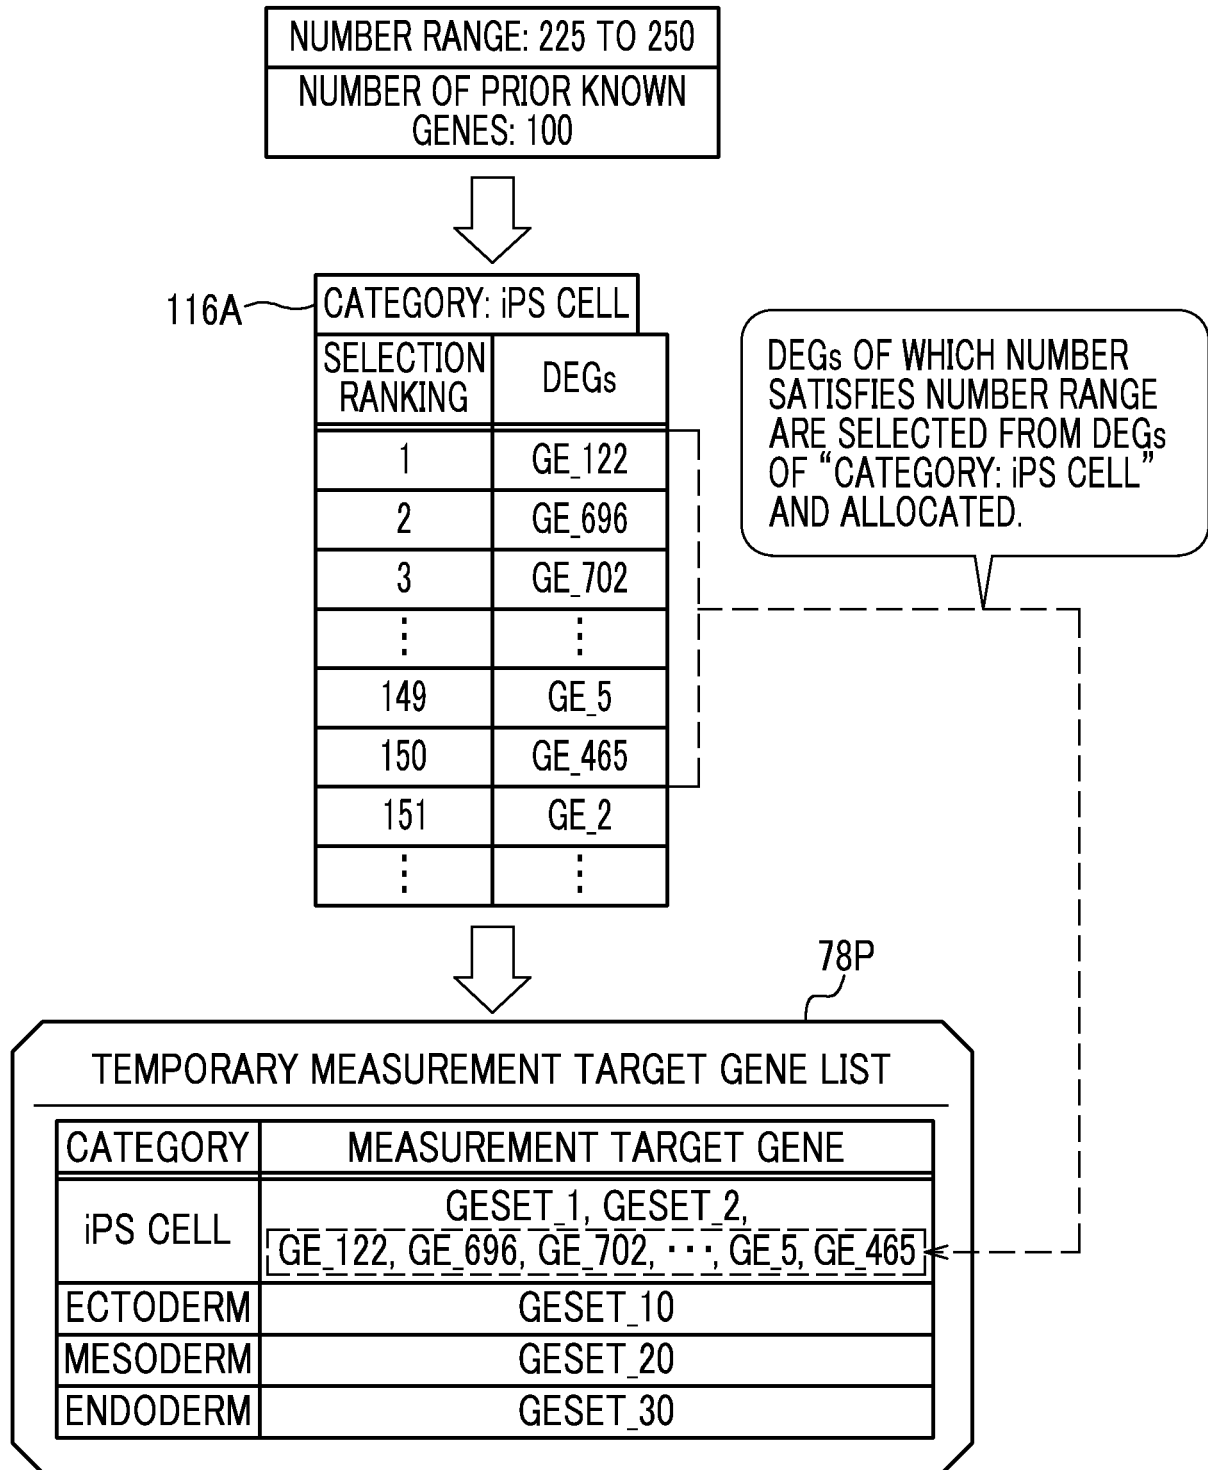 NUMBER RANGE: 225 TO 250
NUMBER OF PRIOR KNOWN
GENES: 100
116A
CATEGORY: iPS CELL
SELECTION
RANKING
DEGs
1 GE_122
2 GE_696
3 GE_702
⋮ ⋮
149 GE_5
150 GE_465
151 GE_2
⋮ ⋮
DEGs OF WHICH NUMBER
SATISFIES NUMBER RANGE
ARE SELECTED FROM DEGs
OF “CATEGORY: iPS CELL”
AND ALLOCATED.
78P
TEMPORARY MEASUREMENT TARGET GENE LIST
CATEGORY MEASUREMENT TARGET GENE
iPS CELL
GESET_1, GESET_2,
GE_122, GE_696, GE_702, ···, GE_5, GE_465
ECTODERM GESET_10
MESODERM GESET_20
ENDODERM GESET_30